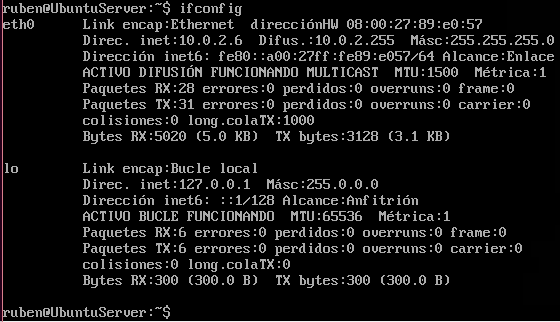 ruben@UbuntuServer:~$ ifconfig
eth0 Link encap:Ethernet direcciónHW 08:00:27:89:e0:57
Direc. inet:10.0.2.6 Difus.:10.0.2.255 Másc:255.255.255.0
Dirección inet6: fe80::a00:27ff:fe89:e057/64 Alcance:Enlace
ACTIVO DIFUSIÓN FUNCIONANDO MULTICAST MTU:1500 Métrica:1
Paquetes RX:28 errores:0 perdidos:0 overruns:0 frame:0
Paquetes TX:31 errores:0 perdidos:0 overruns:0 carrier:0
colisiones:0 long.colaTX:1000
Bytes RX:5020 (5.0 KB) TX bytes:3128 (3.1 KB)
lo Link encap:Bucle local
Direc. inet:127.0.0.1 Másc:255.0.0.0
Dirección inet6: ::1/128 Alcance:Anfitrión
ACTIVO BUCLE FUNCIONANDO MTU:65536 Métrica:1
Paquetes RX:6 errores:0 perdidos:0 overruns:0 frame:0
Paquetes TX:6 errores:0 perdidos:0 overruns:0 carrier:0
colisiones:0 long.colaTX:0
Bytes RX:300 (300.0 B) TX bytes:300 (300.0 B)
ruben@UbuntuServer:~$